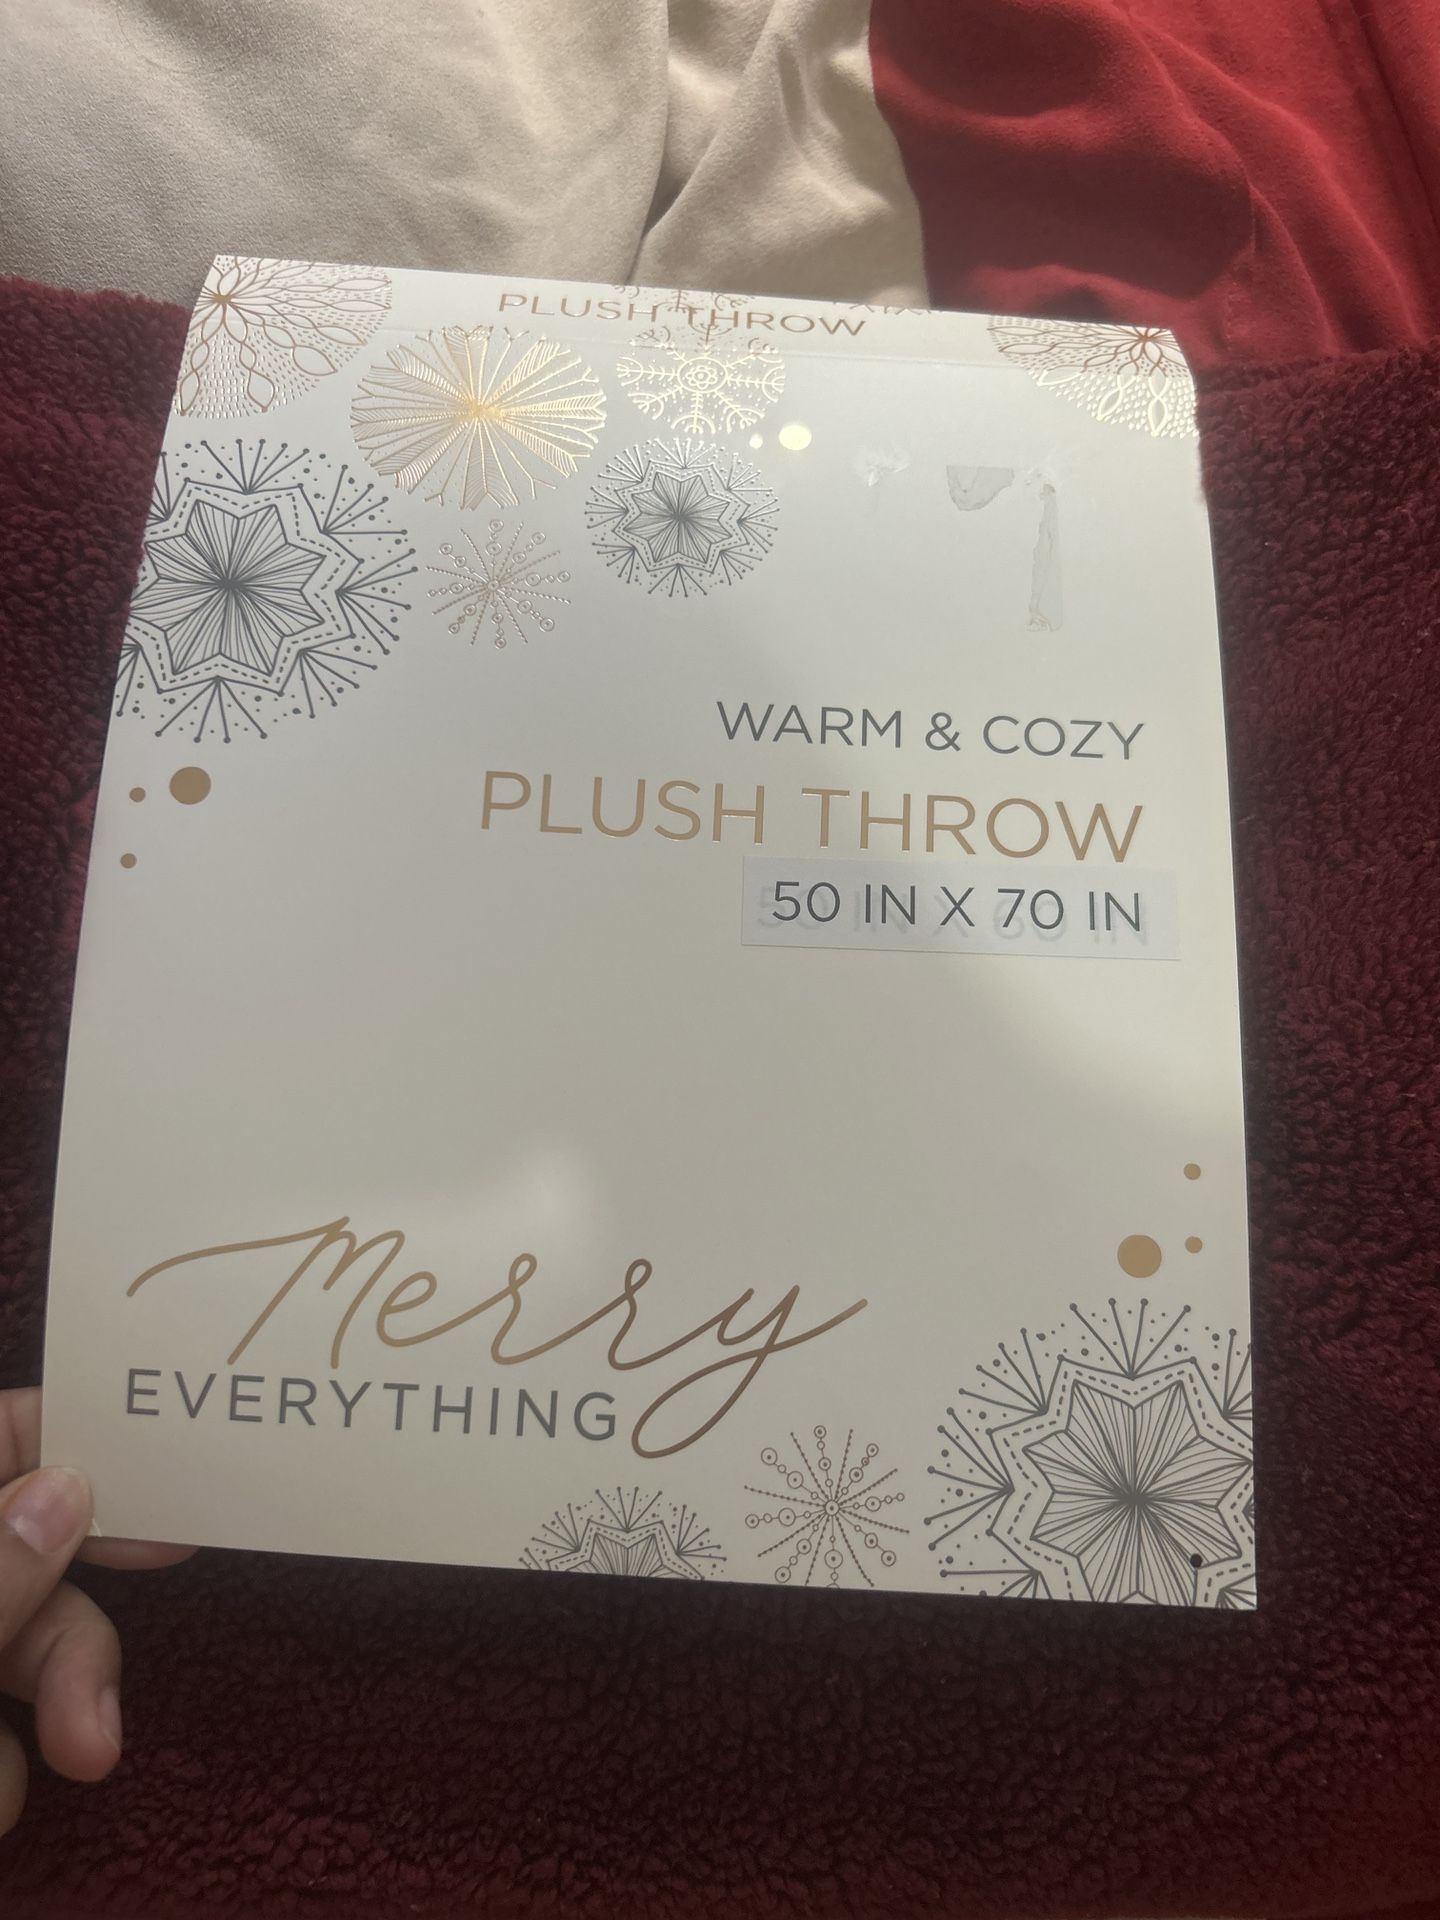 PLUSH THROW
WARM & COZY
PLUSH THROW
50 IN X 70 IN
Merry
EVERYTHING